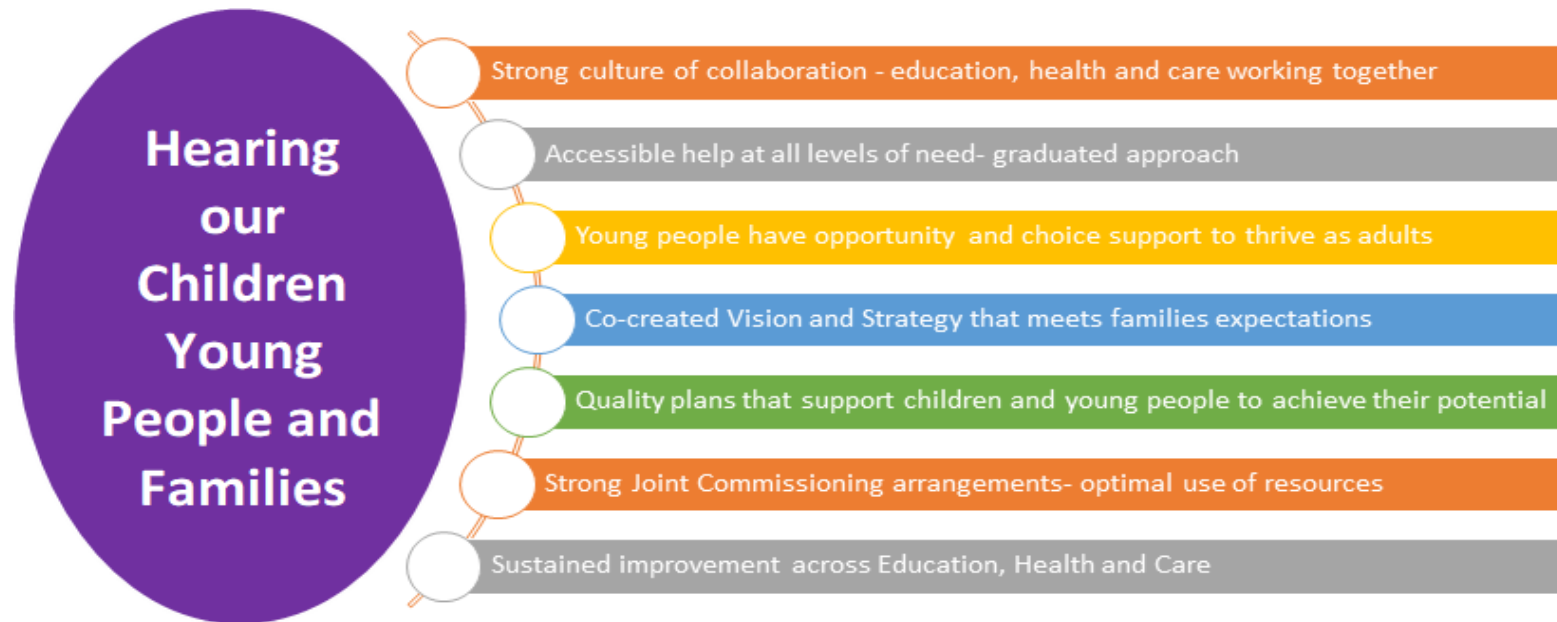 Hearing
our
Children
Young
People and
Families
Strong culture of collaboration - education, health and care working together
Accessible help at all levels of need- graduated approach
Young people have opportunity and choice support to thrive as adults
Co-created Vision and Strategy that meets families expectations
Quality plans that support children and young people to achieve their potential
Strong Joint Commissioning arrangements- optimal use of resources
Sustained improvement across Education, Health and Care